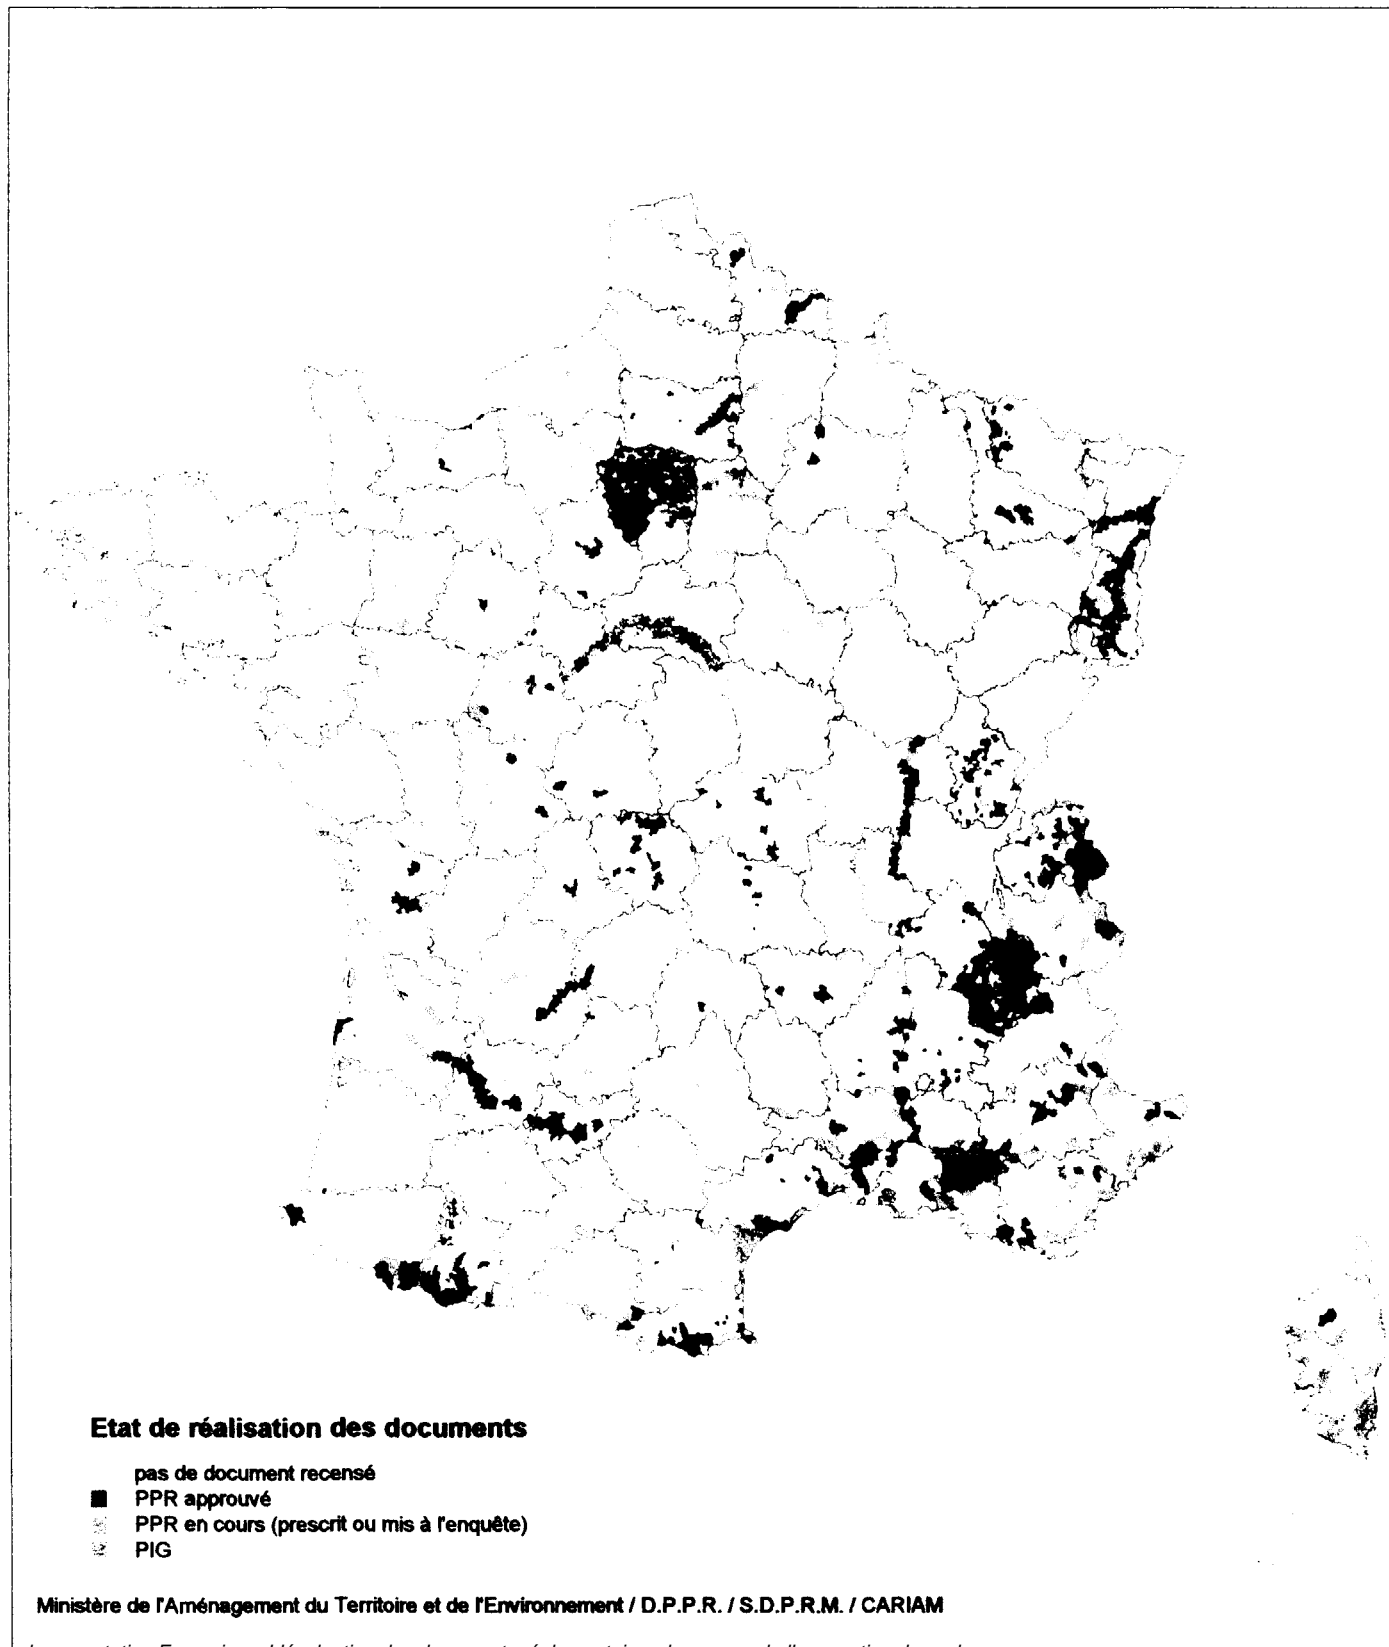 Etat de réalisation des documents
pas de document recensé
PPR approuvé
PPR en cours (prescrit ou mis à l'enquête)
PIG
Ministère de l'Aménagement du Territoire et de l'Environnement / D.P.P.R. / S.D.P.R.M. / CARIAM